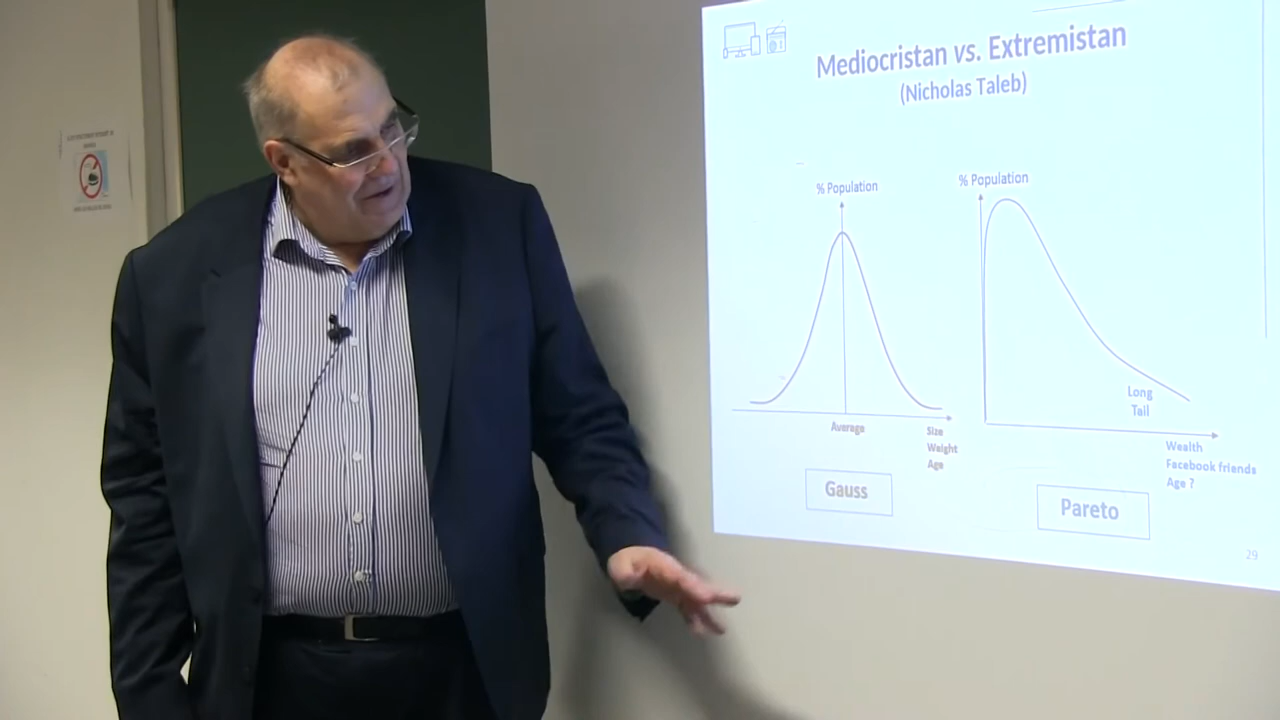 Mediocristan vs. Extremistan
(Nicholas Taleb)
% Population
% Population
Long
Tail
Average
Size
Weight
Age
Wealth
Facebook friends
Age ?
Gauss
Pareto
29